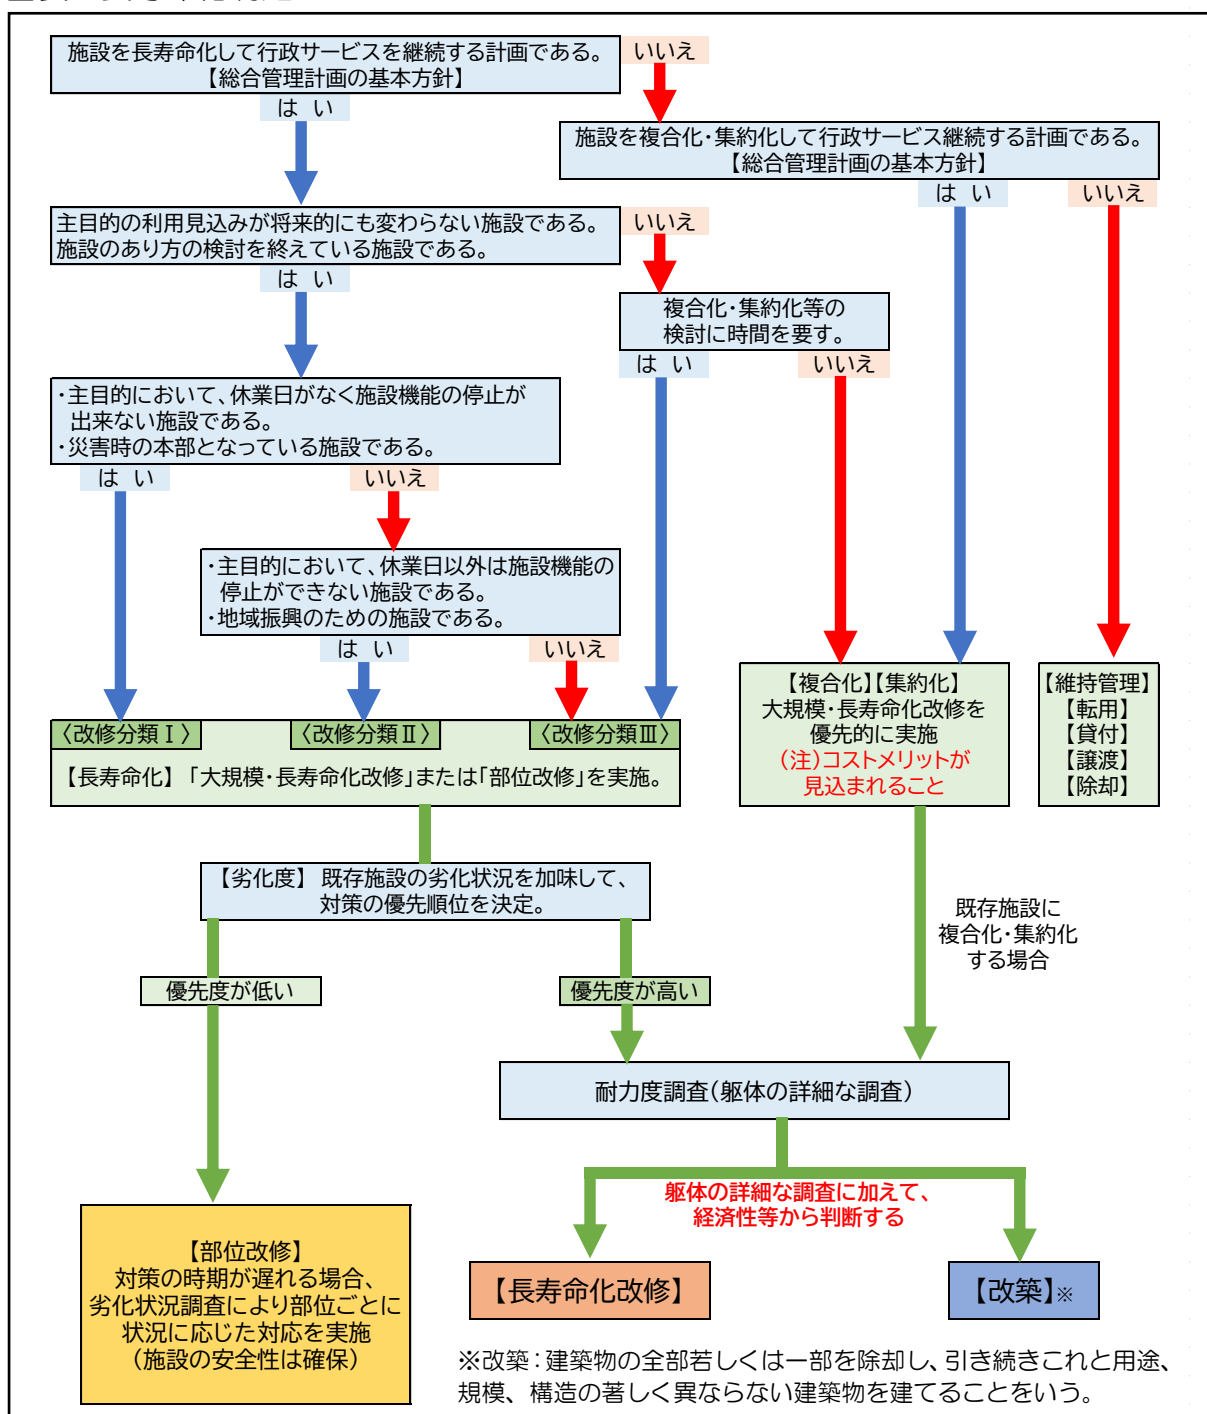 施設を長寿命化して行政サービスを継続する計画である。
【総合管理計画の基本方針】
いいえ
はい
施設を複合化・集約化して行政サービス継続する計画である。
【総合管理計画の基本方針】
はい
いいえ
主目的の利用見込みが将来的にも変わらない施設である。
施設のあり方の検討を終えている施設である。
いいえ
はい
複合化・集約化等の
検討に時間を要す。
はい
いいえ
・主目的において、休業日がなく施設機能の停止が
出来ない施設である。
・災害時の本部となっている施設である。
はい
いいえ
・主目的において、休業日以外は施設機能の
停止ができない施設である。
・地域振興のための施設である。
はい
いいえ
〈改修分類Ⅰ〉
〈改修分類Ⅱ〉
〈改修分類Ⅲ〉
【長寿命化】「大規模・長寿命化改修」または「部位改修」を実施。
【複合化】【集約化】
大規模・長寿命化改修を
優先的に実施
(注)コストメリットが
見込まれること
【維持管理】
【転用】
【貸付】
【譲渡】
【除却】
【劣化度】 既存施設の劣化状況を加味して、
対策の優先順位を決定。
既存施設に
複合化・集約化
する場合
優先度が低い
優先度が高い
耐力度調査(躯体の詳細な調査)
躯体の詳細な調査に加えて、
経済性等から判断する
【部位改修】
対策の時期が遅れる場合、
劣化状況調査により部位ごとに
状況に応じた対応を実施
(施設の安全性は確保)
【長寿命化改修】
【改築】※
※改築：建築物の全部若しくは一部を除却し、引き続きこれと用途、
規模、構造の著しく異ならない建築物を建てることをいう。